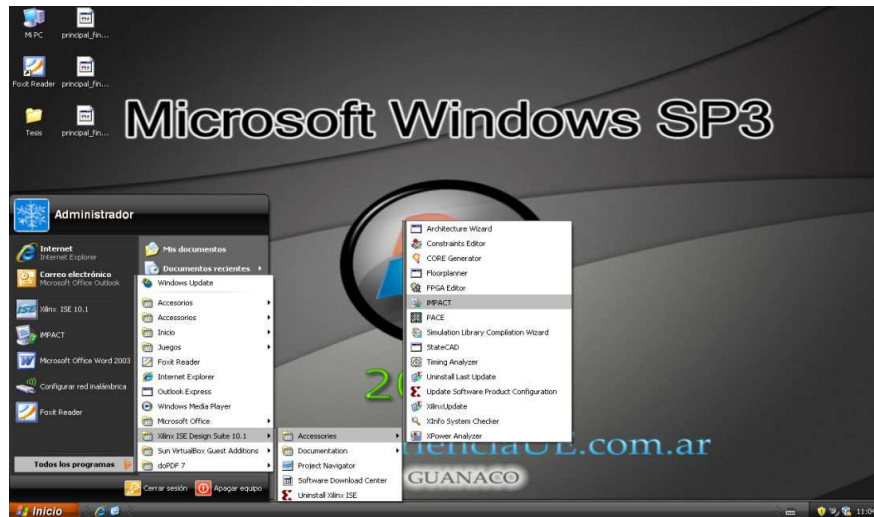 Mi PC
principal_fin...
Foxit Reader
principal_fin...
Tesis
principal_fin...
Microsoft Windows SP3
Administrador
Internet
Internet Explorer
Correo electrónico
Microsoft Office Outlook
Xilinx ISE 10.1
iMPACT
Microsoft Office Word 2003
Configurar red inalámbrica
Foxit Reader
Todos los programas
Mis documentos
Documentos recientes
Windows Update
Accesorios
Accessories
Inicio
Juegos
Foxit Reader
Internet Explorer
Outlook Express
Windows Media Player
Microsoft Office
Xilinx ISE Design Suite 10.1
Sun VirtualBox Guest Additions
doPDF 7
Cerrar sesión
Apagar equipo
Accessories
Documentation
Project Navigator
Software Download Center
Uninstall Xilinx ISE
Architecture Wizard
Constraints Editor
CORE Generator
Floorplanner
FPGA Editor
iMPACT
PACE
Simulation Library Compilation Wizard
StateCAD
Timing Analyzer
Uninstall Last Update
Update Software Product Configuration
XilinxUpdate
XInfo System Checker
XPower Analyzer
.com.ar
GUANACO
ISE
Inicio
11:04